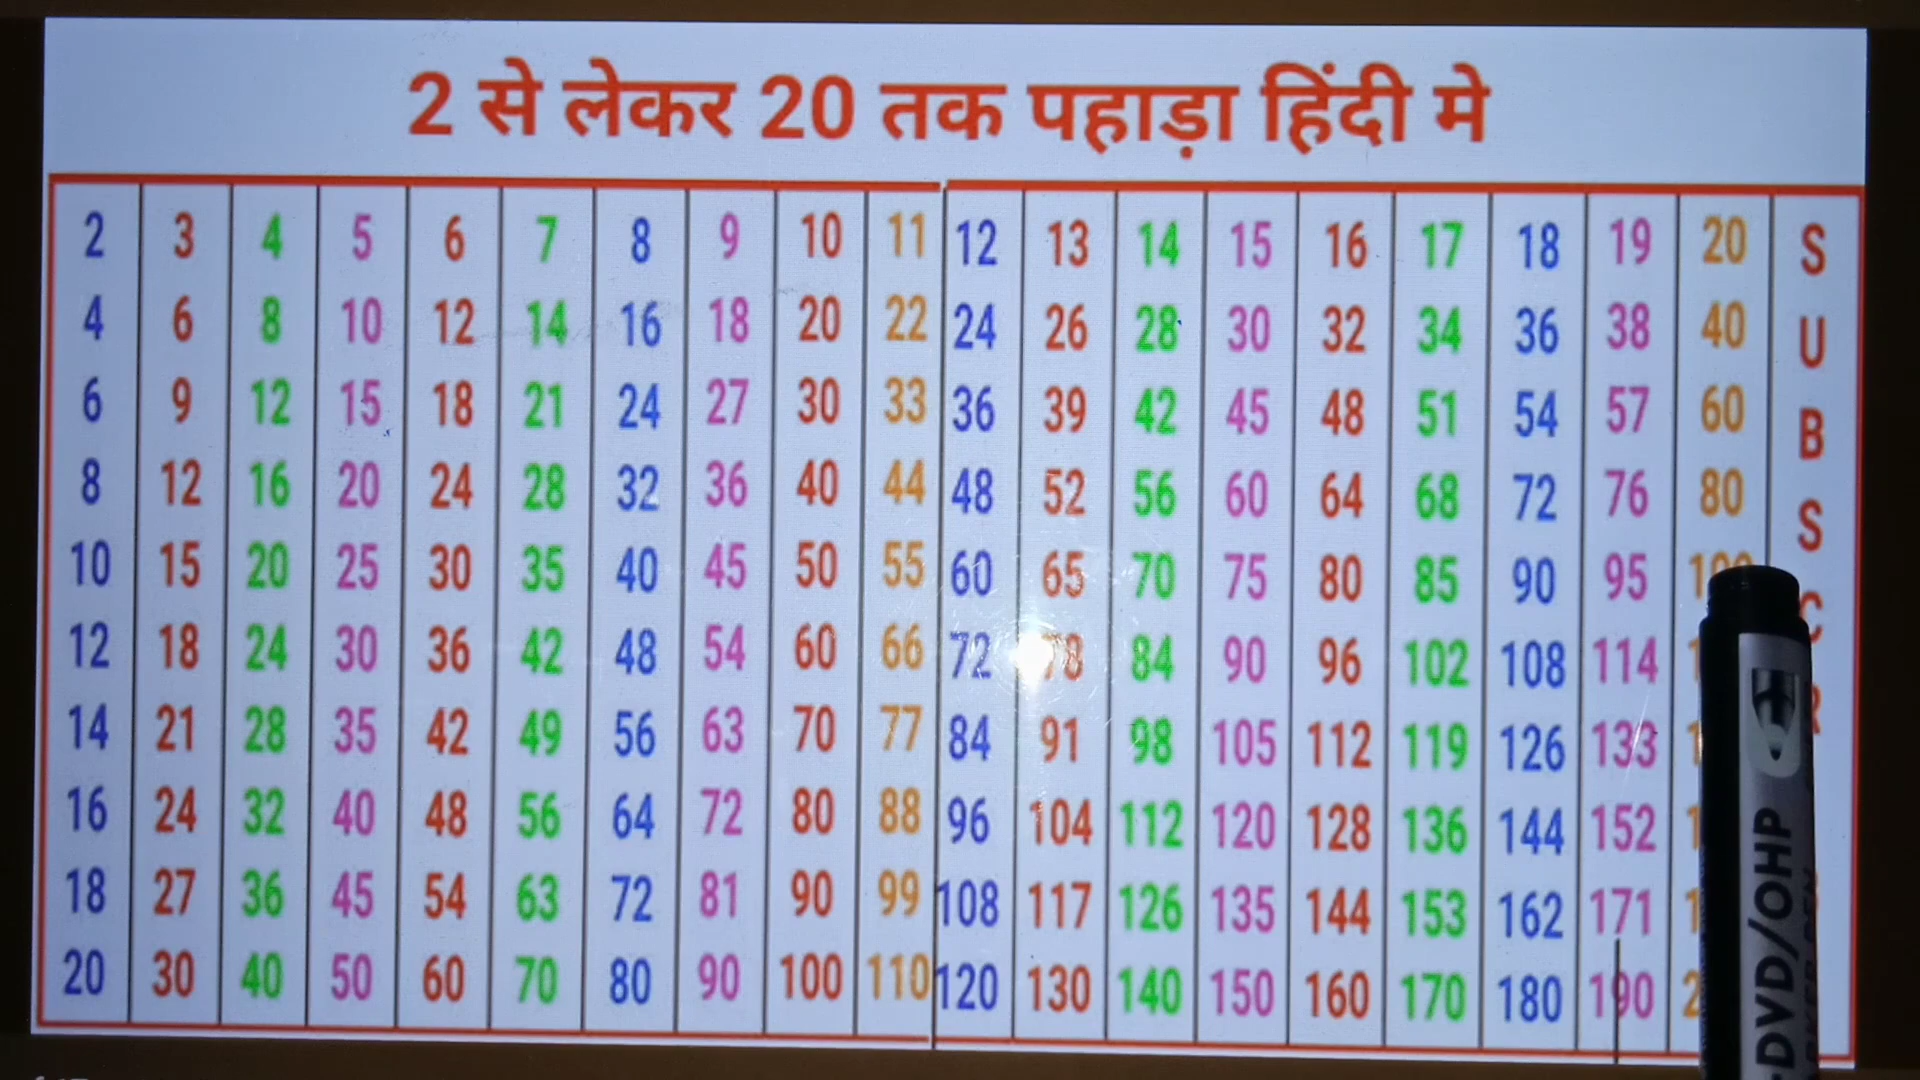 2 से लेकर 20 तक पहाड़ा हिंदी मे
2 3 4 5 6 7 8 9 10 11 12 13 14 15 16 17 18 19 20 S
4 6 8 10 12 14 16 18 20 22 24 26 28 30 32 34 36 38 40 U
6 9 12 15 18 21 24 27 30 33 36 39 42 45 48 51 54 57 60 B
8 12 16 20 24 28 32 36 40 44 48 52 56 60 64 68 72 76 80 S
10 15 20 25 30 35 40 45 50 55 60 65 70 75 80 85 90 95 100 C
12 18 24 30 36 42 48 54 60 66 72 78 84 90 96 102 108 114 R
14 21 28 35 42 49 56 63 70 77 84 91 98 105 112 119 126 133
16 24 32 40 48 56 64 72 80 88 96 104 112 120 128 136 144 152
18 27 36 45 54 63 72 81 90 99 108 117 126 135 144 153 162 171
20 30 40 50 60 70 80 90 100 110 120 130 140 150 160 170 180 190
DVD/OHP